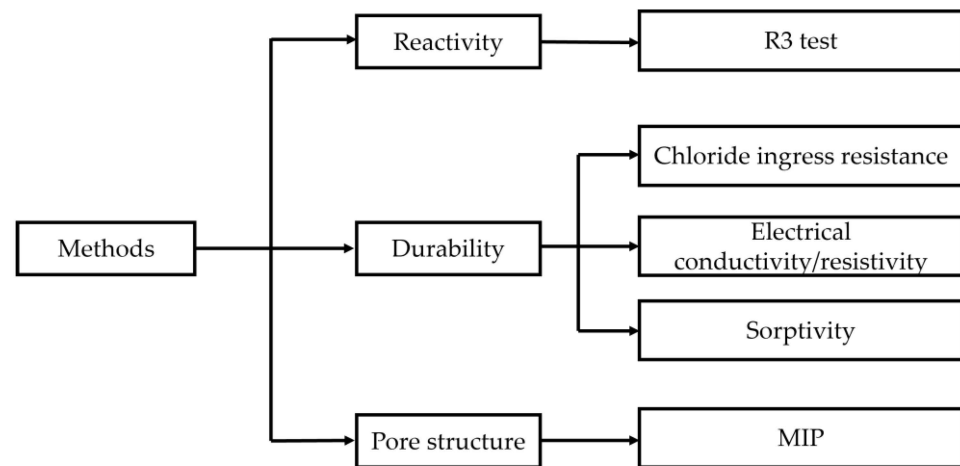 Reactivity
R3 test
Chloride ingress resistance
Methods
Durability
Electrical
conductivity/resistivity
Sorptivity
Pore structure
MIP